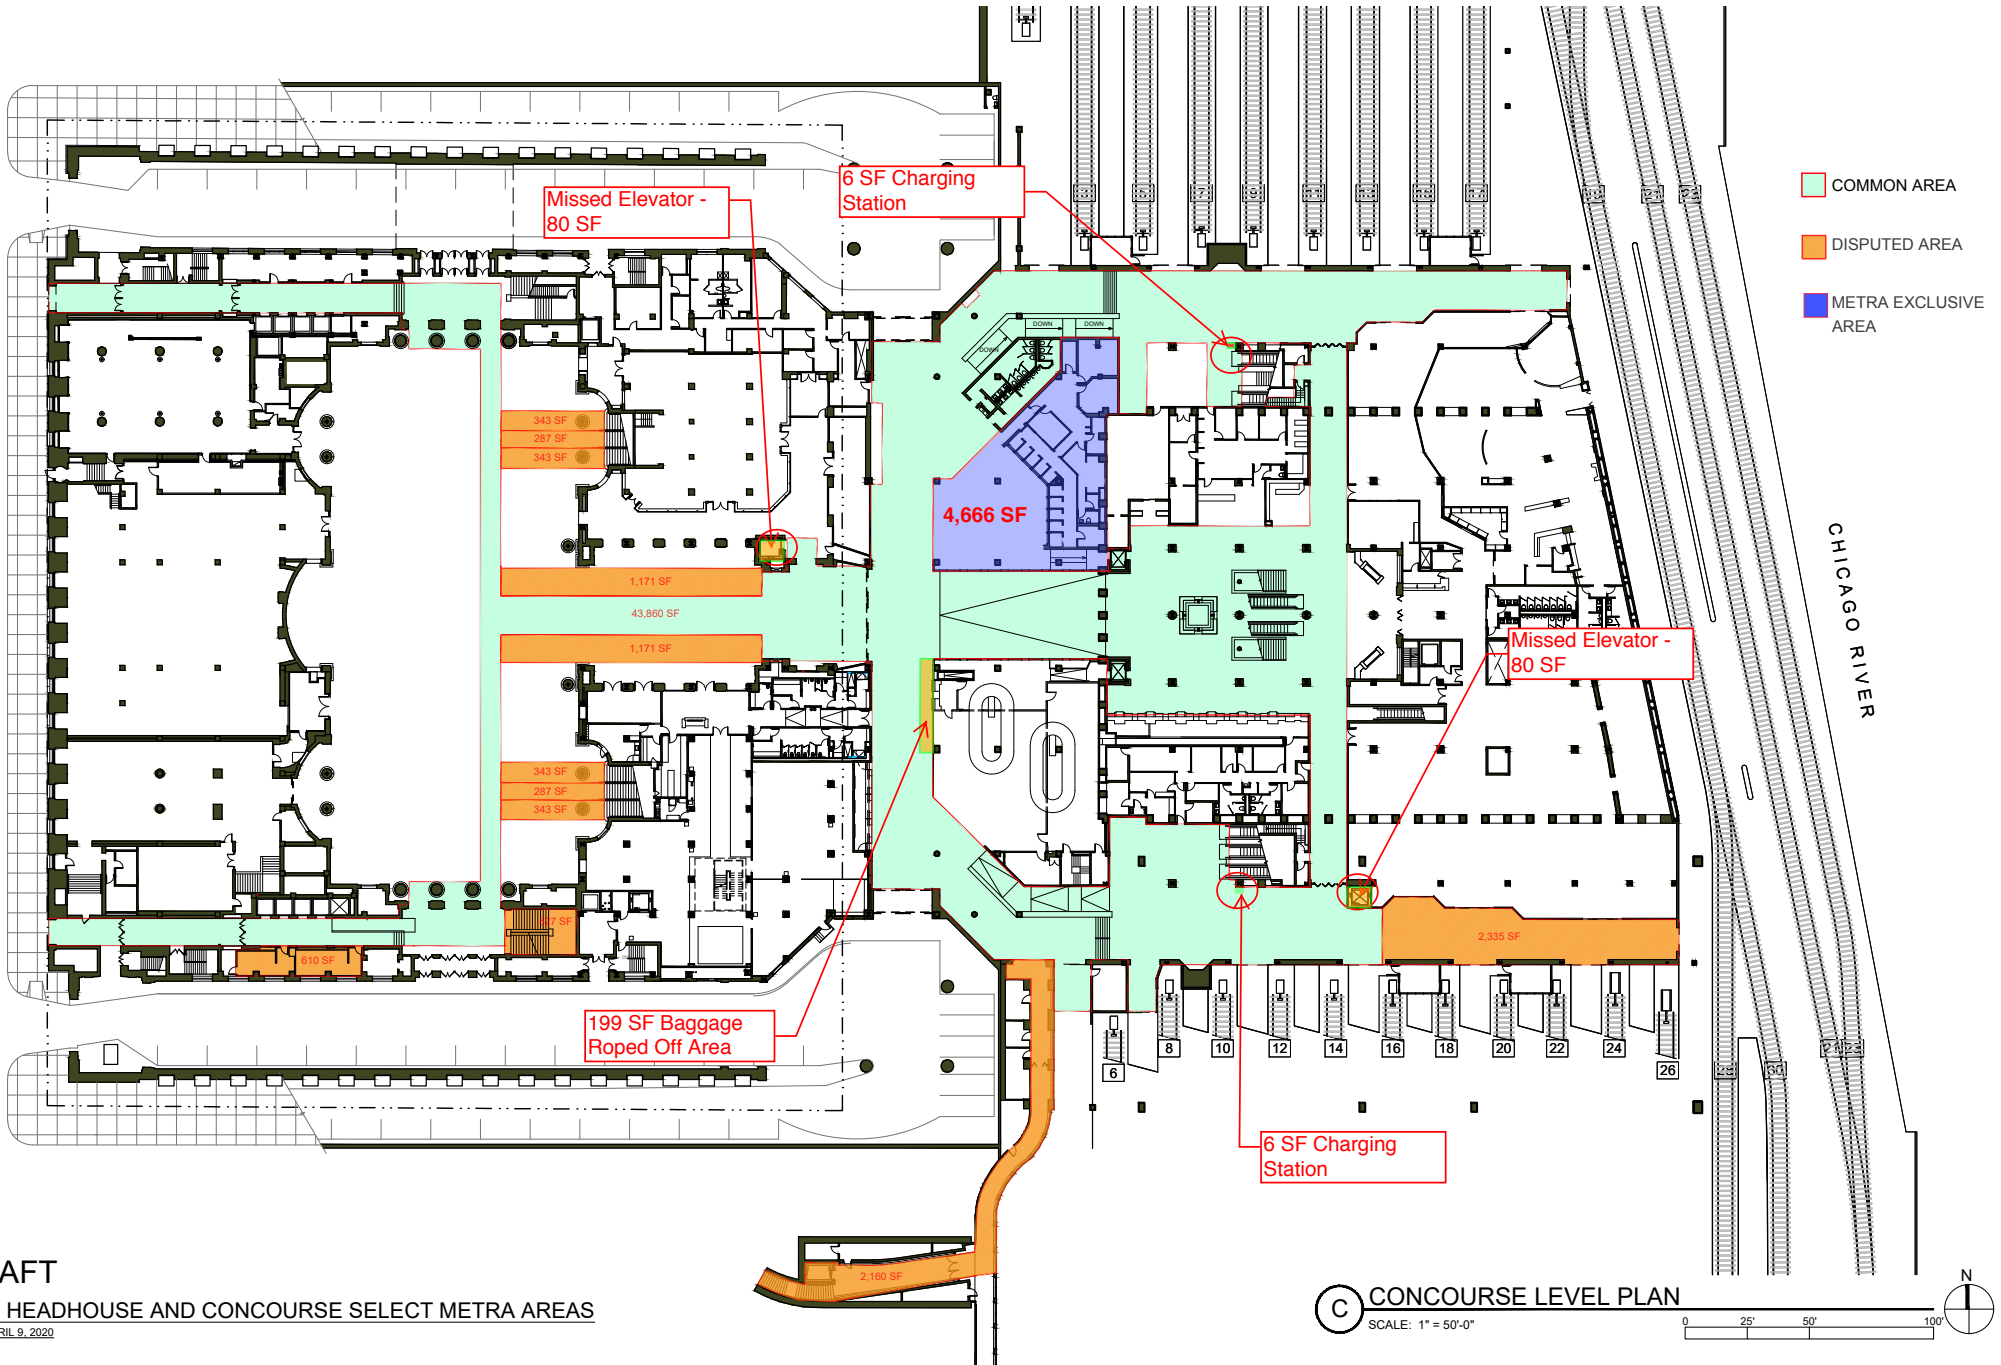 6 SF Charging
Station
Missed Elevator -
80 SF
COMMON AREA
DISPUTED AREA
METRA EXCLUSIVE
AREA
DOWN
DOWN
DOWN
343 SF
287 SF
343 SF
4,666 SF
1,171 SF
43,860 SF
1,171 SF
CHICAGO RIVER
Missed Elevator -
80 SF
343 SF
287 SF
343 SF
610 SF
2,335 SF
199 SF Baggage
Roped Off Area
6
8
10
12
14
16
18
20
22
24
26
6 SF Charging
Station
2,160 SF
AFT
HEADHOUSE AND CONCOURSE SELECT METRA AREAS
RIL 9, 2020
C
CONCOURSE LEVEL PLAN
SCALE: 1" = 50'-0"
0 25' 50' 100'
N